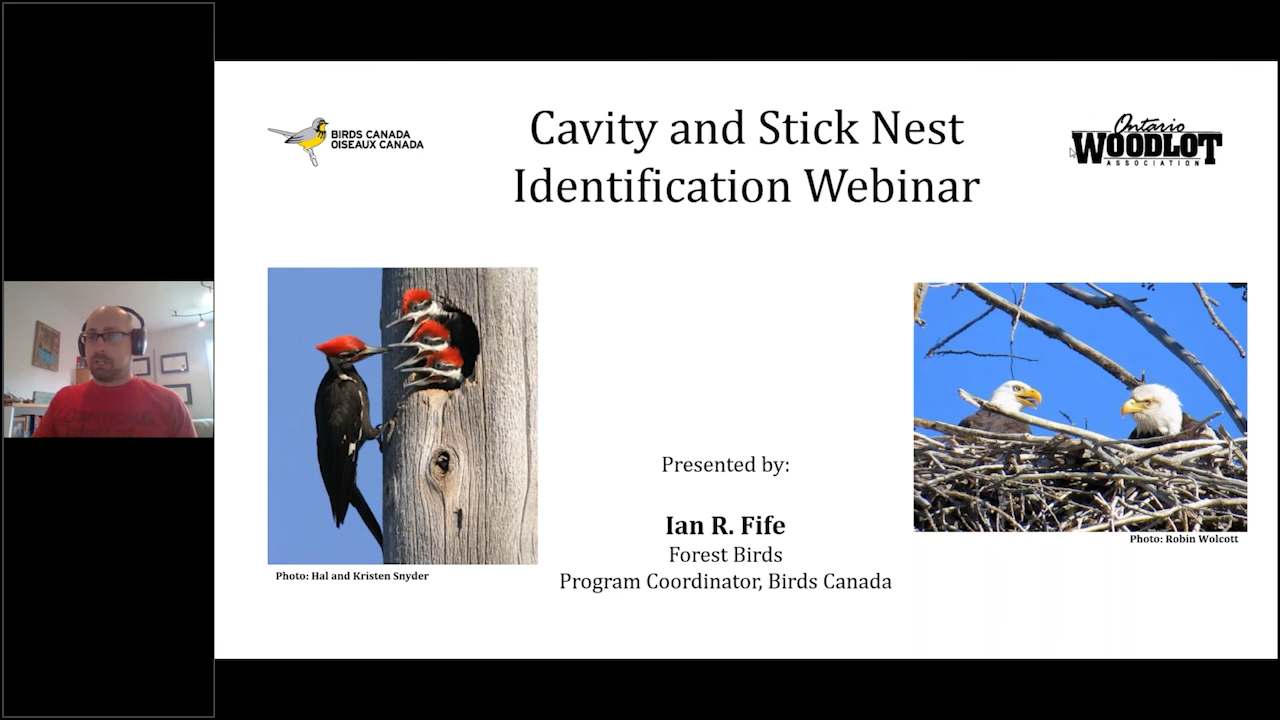 BIRDS CANADA
OISEAUX CANADA
Cavity and Stick Nest
Identification Webinar
Ontario
WOODLOT
ASSOCIATION
Photo: Hal and Kristen Snyder
Presented by:
Ian R. Fife
Forest Birds
Program Coordinator, Birds Canada
Photo: Robin Wolcott